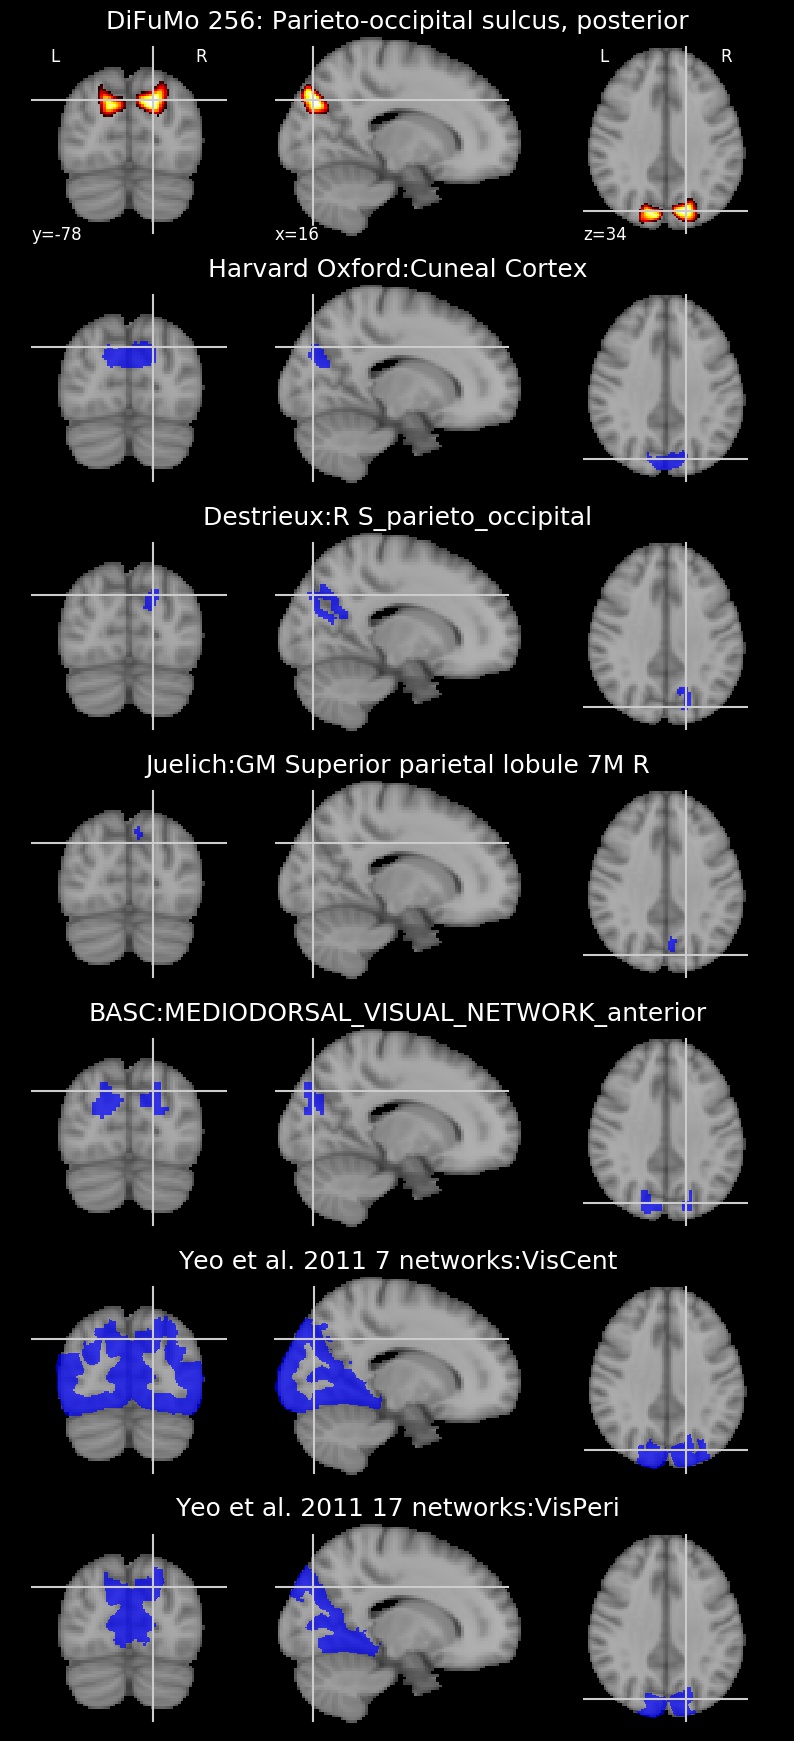 DiFuMo 256: Parieto-occipital sulcus, posterior
L R L R
y=-78 x=16 z=34
Harvard Oxford:Cuneal Cortex
Destrieux:R S_parieto_occipital
Juelich:GM Superior parietal lobule 7M R
BASC:MEDIODORSAL_VISUAL_NETWORK_anterior
Yeo et al. 2011 7 networks:VisCent
Yeo et al. 2011 17 networks:VisPeri